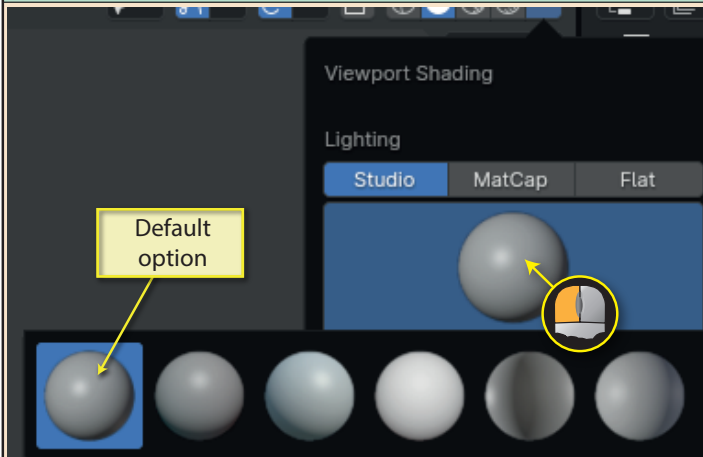 Viewport Shading
Lighting
Studio MatCap Flat
Default
option